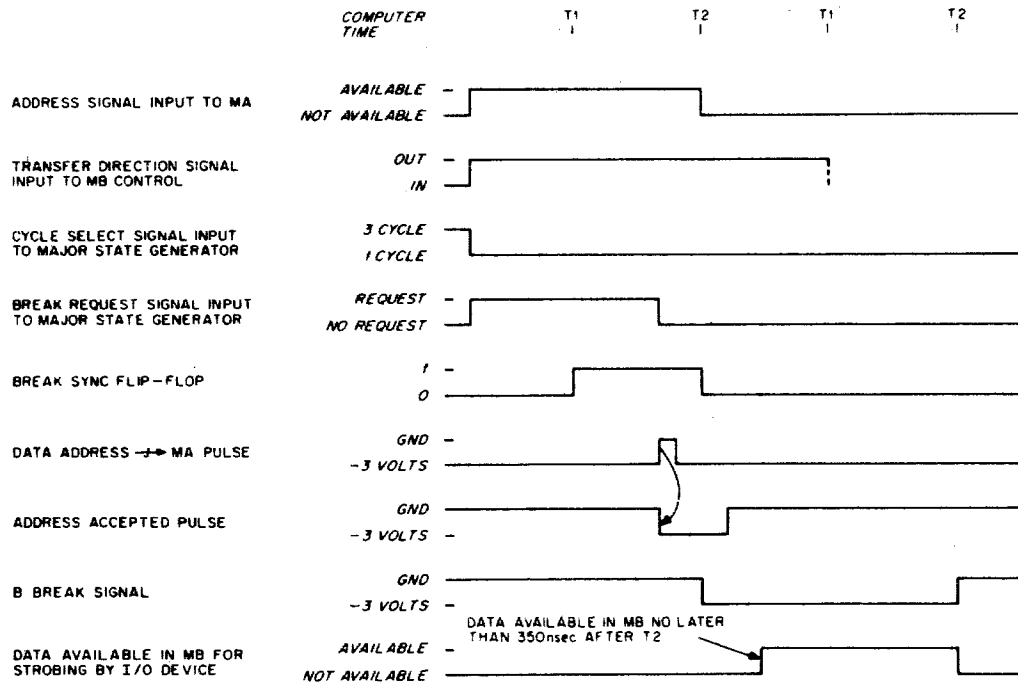 COMPUTER TIME T1 T2 T1 T2
ADDRESS SIGNAL INPUT TO MA
AVAILABLE
NOT AVAILABLE
TRANSFER DIRECTION SIGNAL
INPUT TO MB CONTROL
OUT
IN
CYCLE SELECT SIGNAL INPUT
TO MAJOR STATE GENERATOR
3 CYCLE
1 CYCLE
BREAK REQUEST SIGNAL INPUT
TO MAJOR STATE GENERATOR
REQUEST
NO REQUEST
BREAK SYNC FLIP-FLOP
1
0
DATA ADDRESS MA PULSE
GND
-3 VOLTS
ADDRESS ACCEPTED PULSE
GND
-3 VOLTS
B BREAK SIGNAL
GND
-3 VOLTS
DATA AVAILABLE IN MB NO LATER
THAN 350nsec AFTER T2
DATA AVAILABLE IN MB FOR
STROBING BY I/O DEVICE
AVAILABLE
NOT AVAILABLE